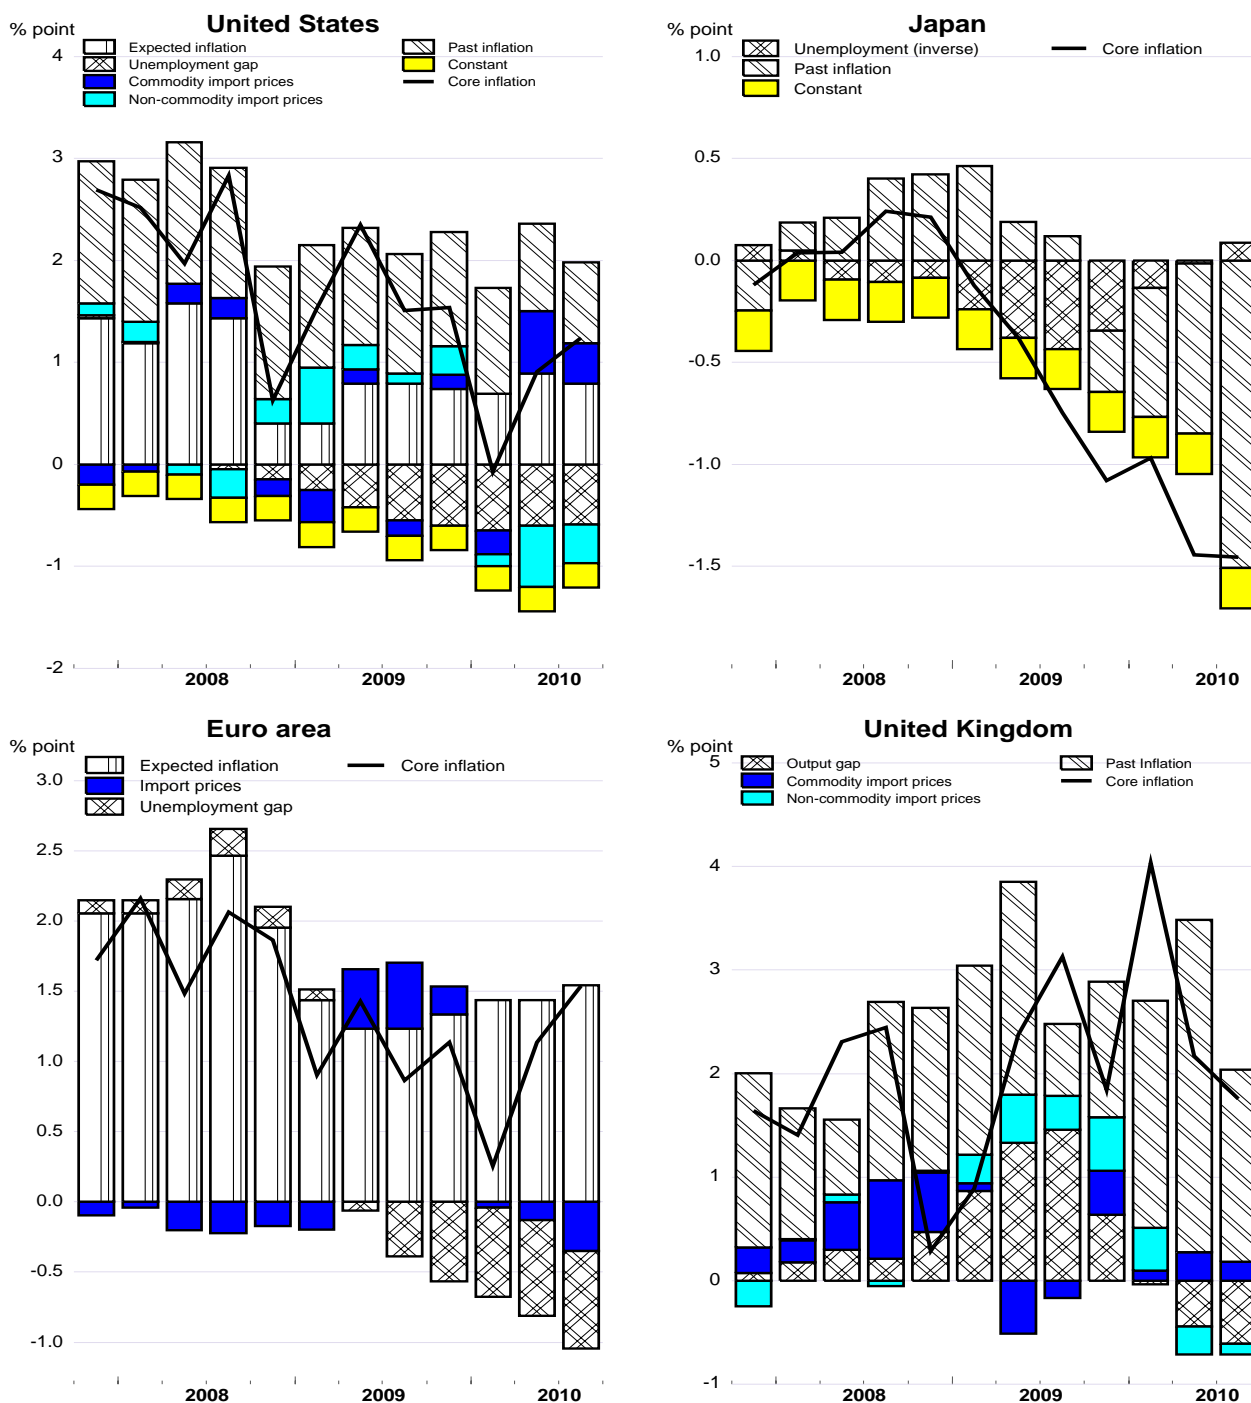 United States
% point
Expected inflation
Past inflation
Unemployment gap
Constant
Commodity import prices
Core inflation
Non-commodity import prices
4
3
2
1
0
-1
-2
2008
2009
2010
Japan
% point
Unemployment (inverse)
Core inflation
Past inflation
Constant
1.0
0.5
0.0
-0.5
-1.0
-1.5
2008
2009
2010
Euro area
% point
Expected inflation
Core inflation
Import prices
Unemployment gap
3.0
2.5
2.0
1.5
1.0
0.5
0.0
-0.5
-1.0
2008
2009
2010
United Kingdom
% point
Output gap
Past Inflation
Commodity import prices
Core inflation
Non-commodity import prices
5
4
3
2
1
0
-1
2008
2009
2010